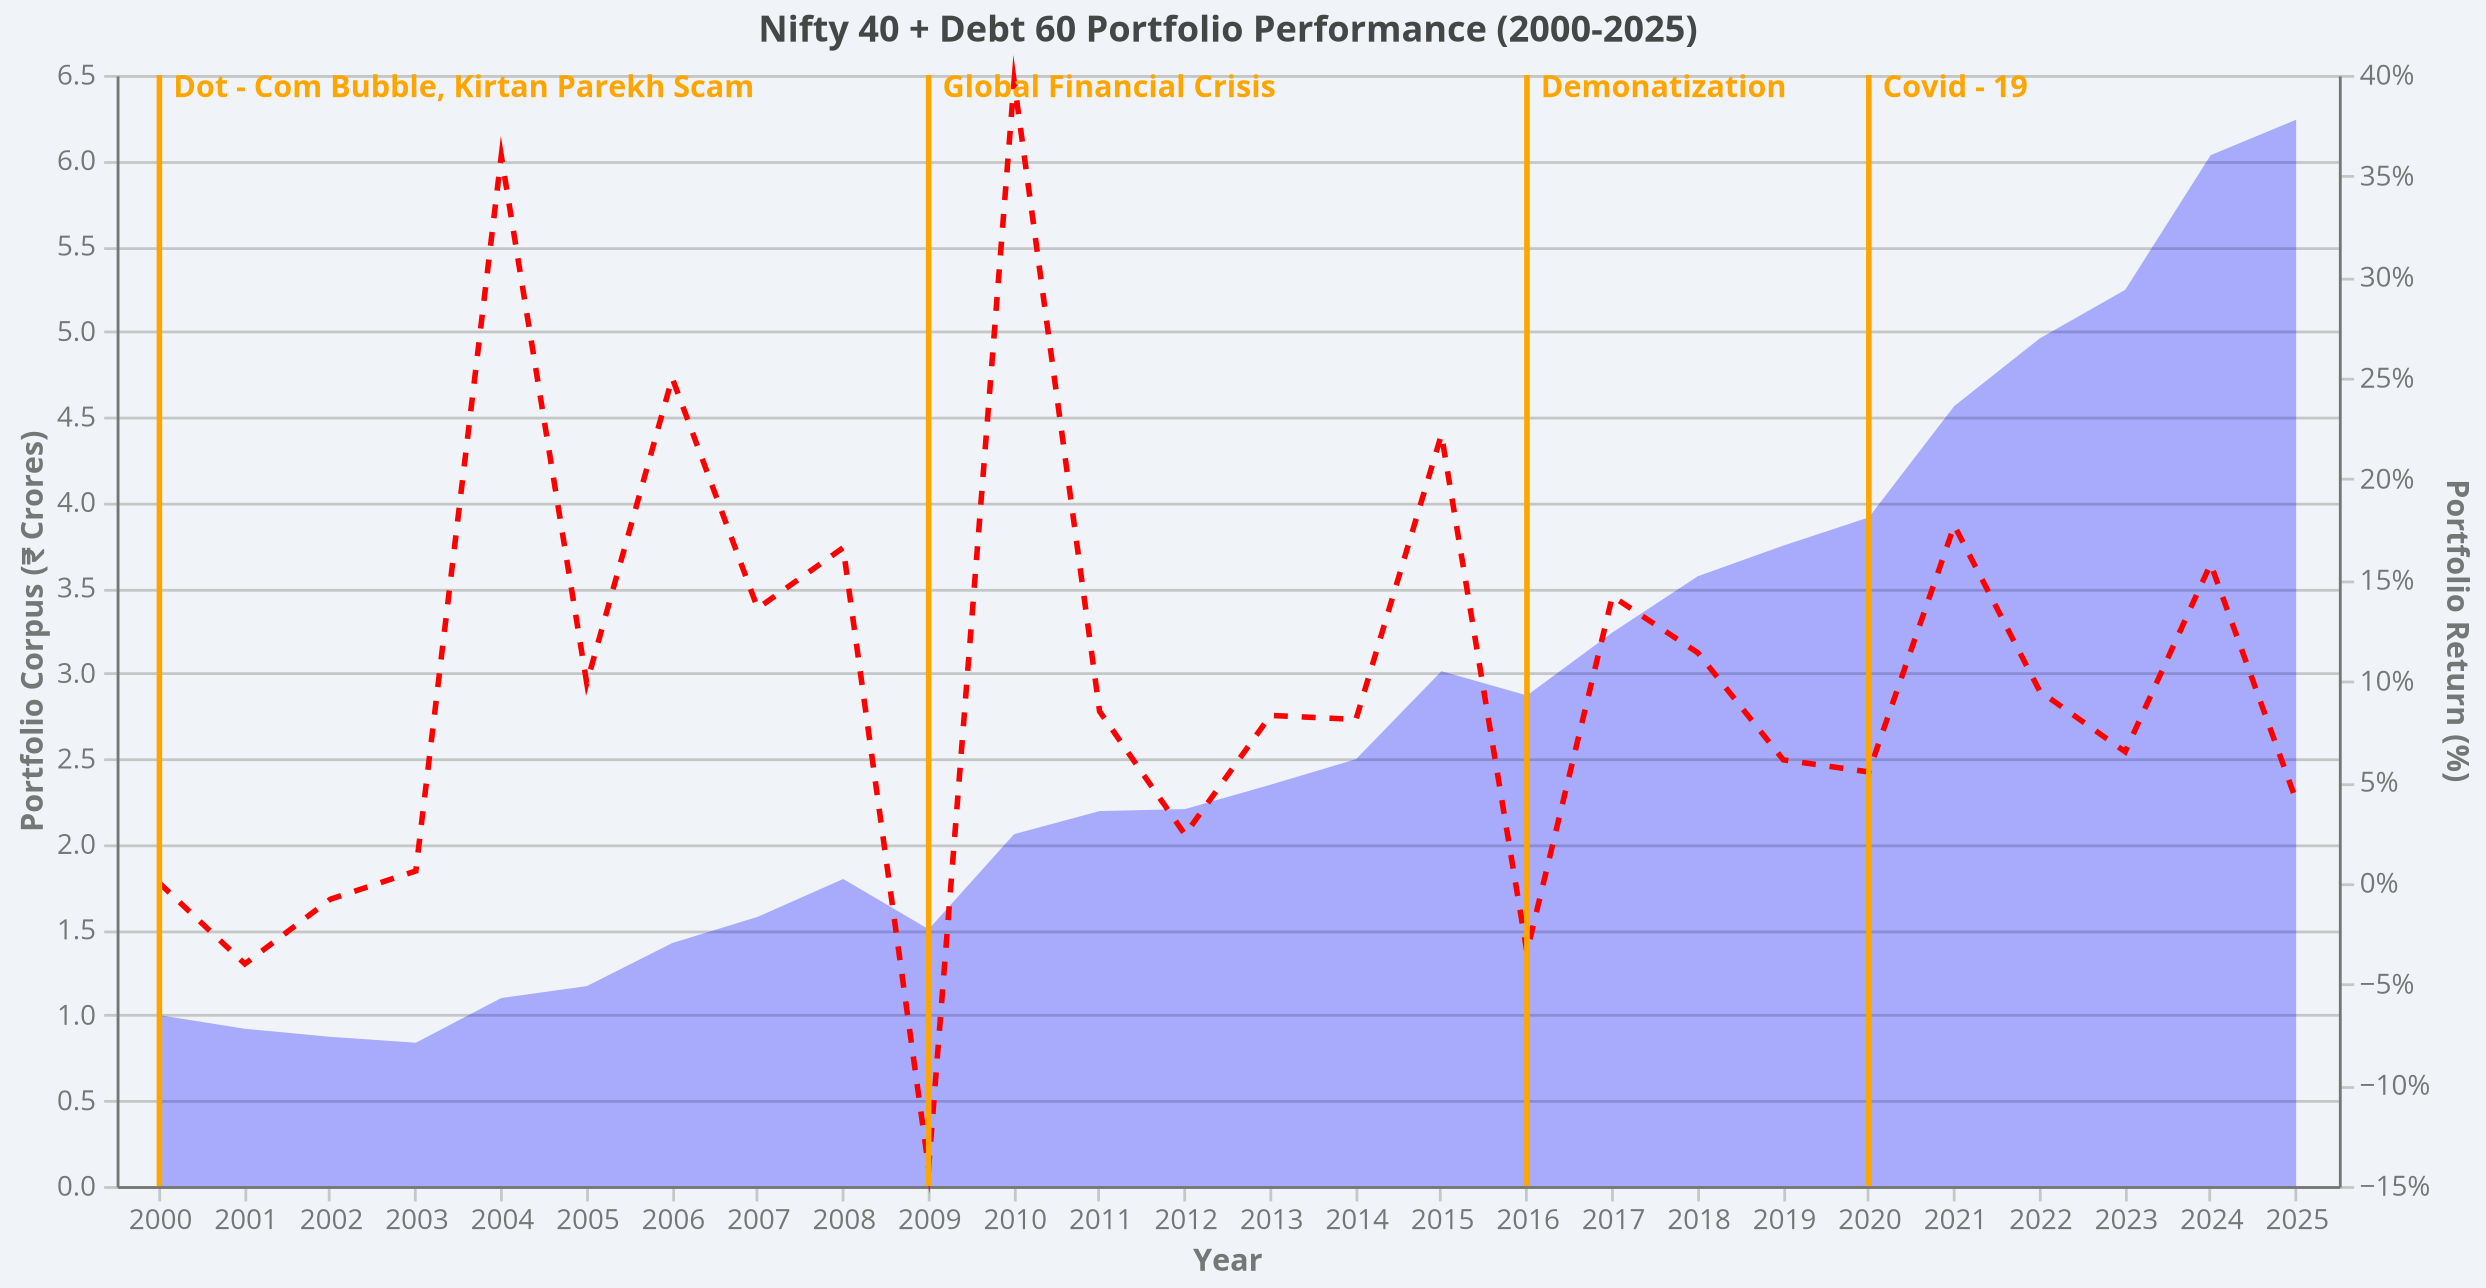 Nifty 40 + Debt 60 Portfolio Performance (2000-2025)
Dot - Com Bubble, Kirtan Parekh Scam
Global Financial Crisis
Demonatization
Covid - 19
Portfolio Corpus (₹ Crores)
6.5
6.0
5.5
5.0
4.5
4.0
3.5
3.0
2.5
2.0
1.5
1.0
0.5
0.0
40%
35%
30%
25%
20%
15%
10%
5%
0%
−5%
−10%
−15%
Portfolio Return (%)
2000 2001 2002 2003 2004 2005 2006 2007 2008 2009 2010 2011 2012 2013 2014 2015 2016 2017 2018 2019 2020 2021 2022 2023 2024 2025
Year